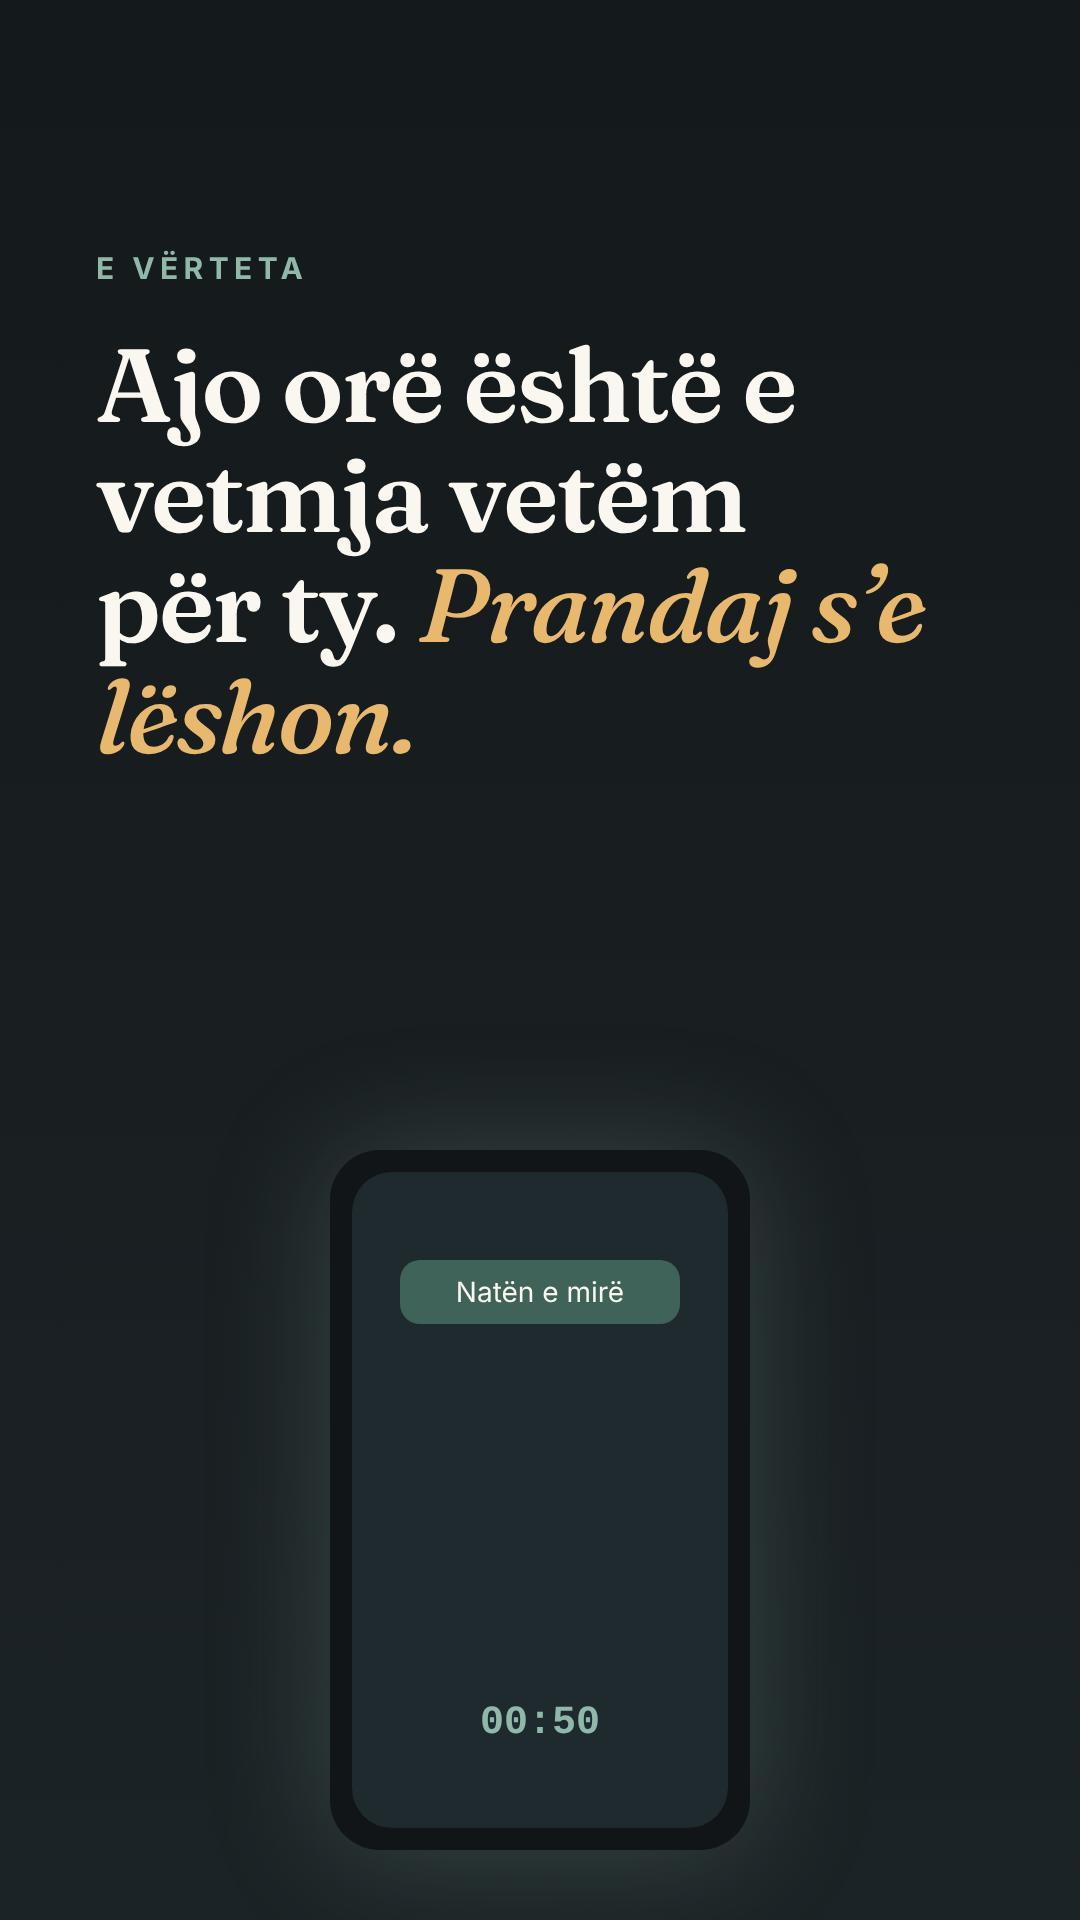 E VËRTETA
Ajo orë është e
vetmja vetëm
për ty. Prandaj s’e
lëshon.
Natën e mirë
00:50